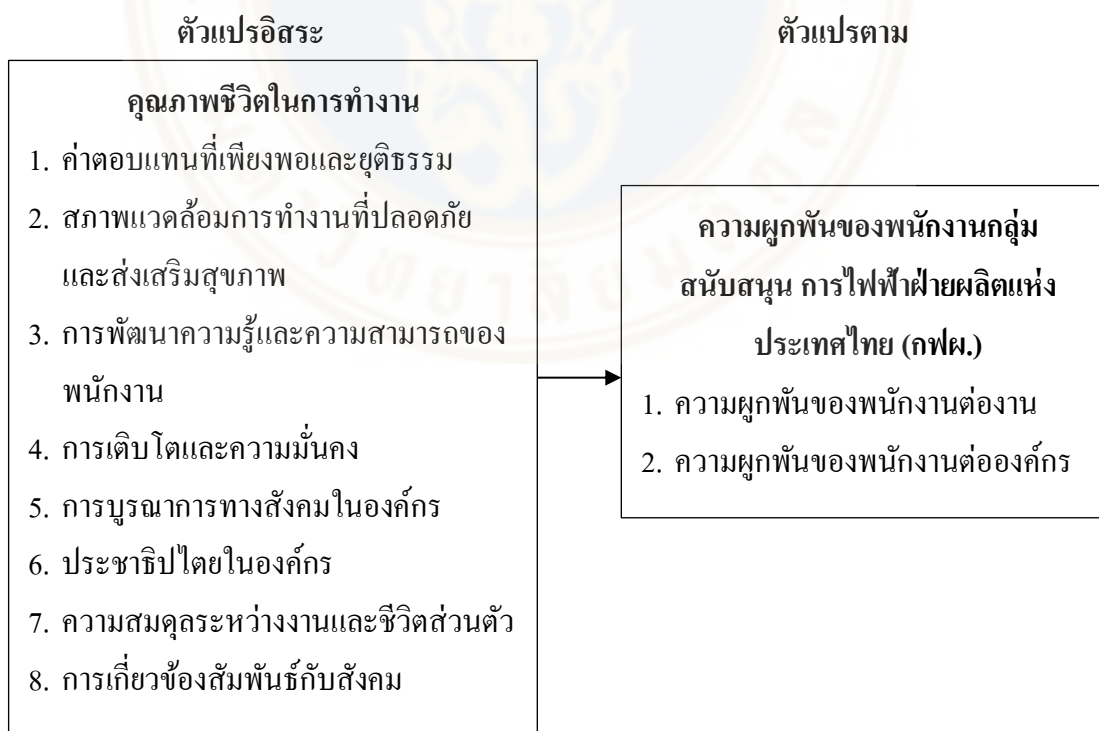 ตัวแปรอิสระ
ตัวแปรตาม
คุณภาพชีวิตในการทำงาน
1. ค่าตอบแทนที่เพียงพอและยุติธรรม
2. สภาพแวดล้อมการทำงานที่ปลอดภัย
และส่งเสริมสุขภาพ
3. การพัฒนาความรู้และความสามารถของ
พนักงาน
4. การเติบโตและความมั่นคง
5. การบูรณาการทางสังคมในองค์กร
6. ประชาธิปไตยในองค์กร
7. ความสมดุลระหว่างงานและชีวิตส่วนตัว
8. การเกี่ยวข้องสัมพันธ์กับสังคม
ความผูกพันของพนักงานกลุ่ม
สนับสนุน การไฟฟ้าฝ่ายผลิตแห่ง
ประเทศไทย (กฟผ.)
1. ความผูกพันของพนักงานต่องาน
2. ความผูกพันของพนักงานต่อองค์กร